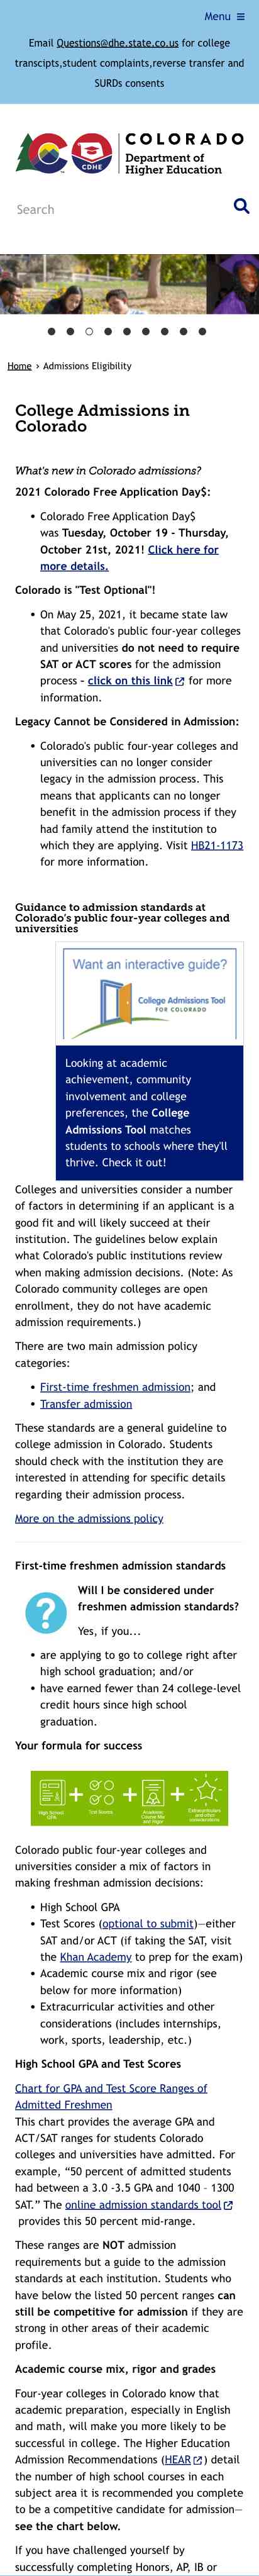 Menu ≡
Email Questions@dhe.state.co.us for college
transcipts,student complaints,reverse transfer and
SURDs consents
COLORADO
Department of
Higher Education
CDHE
Search
Home › Admissions Eligibility
College Admissions in
Colorado
What's new in Colorado admissions?
2021 Colorado Free Application Day$:
• Colorado Free Application Day$
was Tuesday, October 19 - Thursday,
October 21st, 2021! Click here for
more details.
Colorado is "Test Optional"!
• On May 25, 2021, it became state law
that Colorado's public four-year colleges
and universities do not need to require
SAT or ACT scores for the admission
process - click on this link for more
information.
Legacy Cannot be Considered in Admission:
• Colorado's public four-year colleges and
universities can no longer consider
legacy in the admission process. This
means that applicants can no longer
benefit in the admission process if they
had family attend the institution to
which they are applying. Visit HB21-1173
for more information.
Guidance to admission standards at
Colorado's public four-year colleges and
universities
Want an interactive guide?
College Admissions Tool
FOR COLORADO
Looking at academic
achievement, community
involvement and college
preferences, the College
Admissions Tool matches
students to schools where they'll
thrive. Check it out!
Colleges and universities consider a number
of factors in determining if an applicant is a
good fit and will likely succeed at their
institution. The guidelines below explain
what Colorado's public institutions review
when making admission decisions. (Note: As
Colorado community colleges are open
enrollment, they do not have academic
admission requirements.)
There are two main admission policy
categories:
• First-time freshmen admission; and
• Transfer admission
These standards are a general guideline to
college admission in Colorado. Students
should check with the institution they are
interested in attending for specific details
regarding their admission process.
More on the admissions policy
First-time freshmen admission standards
?
Will I be considered under
freshmen admission standards?
Yes, if you...
• are applying to go to college right after
high school graduation; and/or
• have earned fewer than 24 college-level
credit hours since high school
graduation.
Your formula for success
High School
GPA
+
Test Scores
+
Academic
Course Mix
and Rigor
+
Extracurriculars
and other
considerations
Colorado public four-year colleges and
universities consider a mix of factors in
making freshman admission decisions:
• High School GPA
• Test Scores (optional to submit)—either
SAT and/or ACT (if taking the SAT, visit
the Khan Academy to prep for the exam)
• Academic course mix and rigor (see
below for more information)
• Extracurricular activities and other
considerations (includes internships,
work, sports, leadership, etc.)
High School GPA and Test Scores
Chart for GPA and Test Score Ranges of
Admitted Freshmen
This chart provides the average GPA and
ACT/SAT ranges for students Colorado
colleges and universities have admitted. For
example, “50 percent of admitted students
had between a 3.0 -3.5 GPA and 1040 - 1300
SAT.” The online admission standards tool
provides this 50 percent mid-range.
These ranges are NOT admission
requirements but a guide to the admission
standards at each institution. Students who
have below the listed 50 percent ranges can
still be competitive for admission if they are
strong in other areas of their academic
profile.
Academic course mix, rigor and grades
Four-year colleges in Colorado know that
academic preparation, especially in English
and math, will make you more likely to be
successful in college. The Higher Education
Admission Recommendations (HEAR) detail
the number of high school courses in each
subject area it is recommended you complete
to be a competitive candidate for admission—
see the chart below.
If you have challenged yourself by
successfully completing Honors, AP, IB or